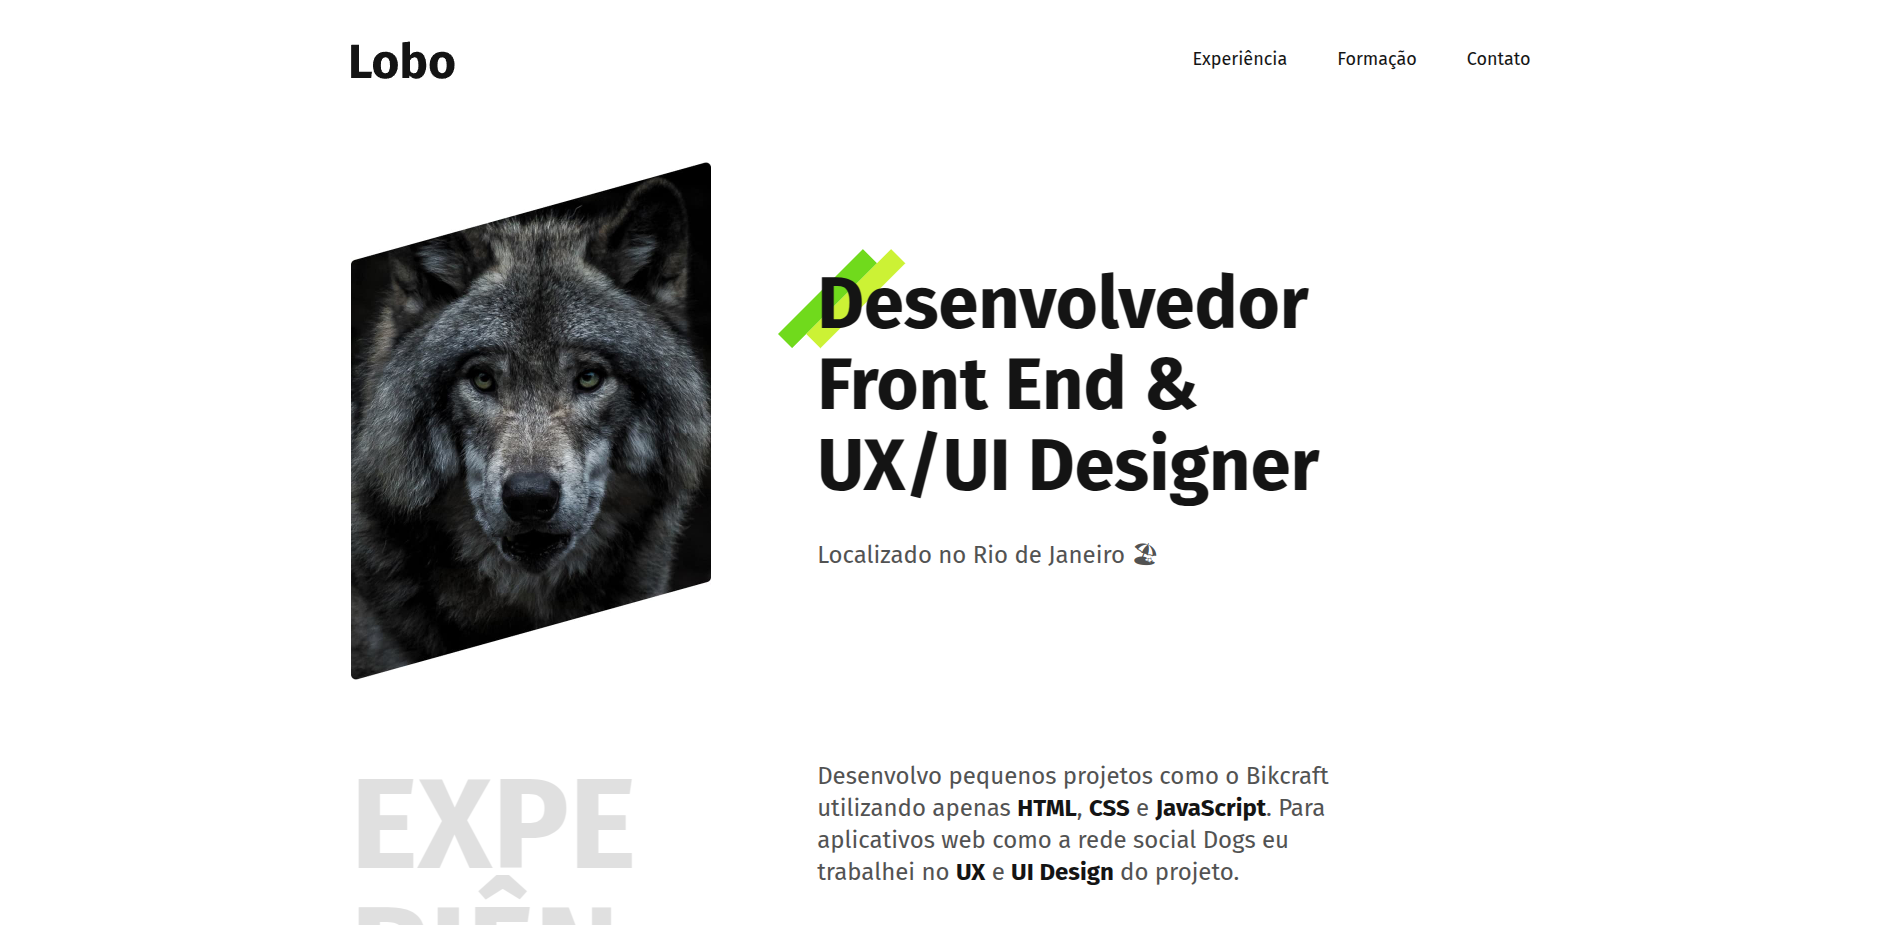 Lobo
Experiência Formação Contato
Desenvolvedor
Front End &
UX/UI Designer
Localizado no Rio de Janeiro 🏖
EXPE
RIÊN
Desenvolvo pequenos projetos como o Bikcraft
utilizando apenas HTML, CSS e JavaScript. Para
aplicativos web como a rede social Dogs eu
trabalhei no UX e UI Design do projeto.